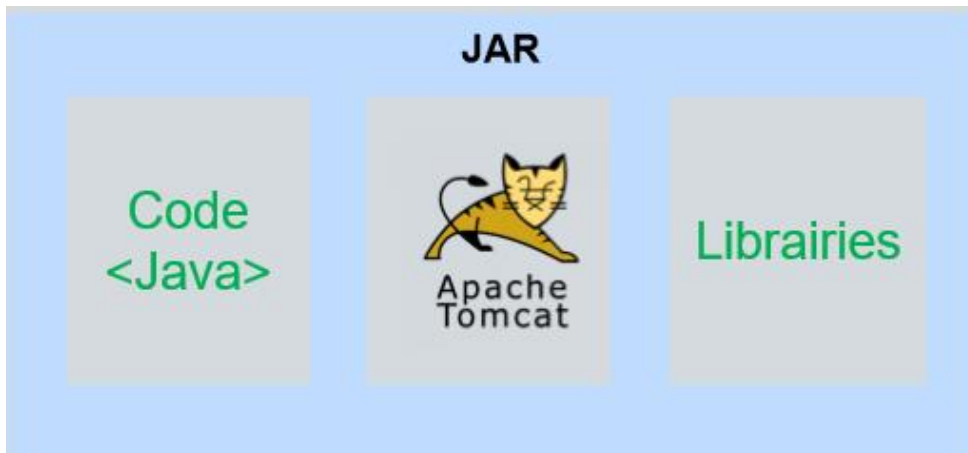 JAR
Code
<Java>
Apache
Tomcat
Librairies